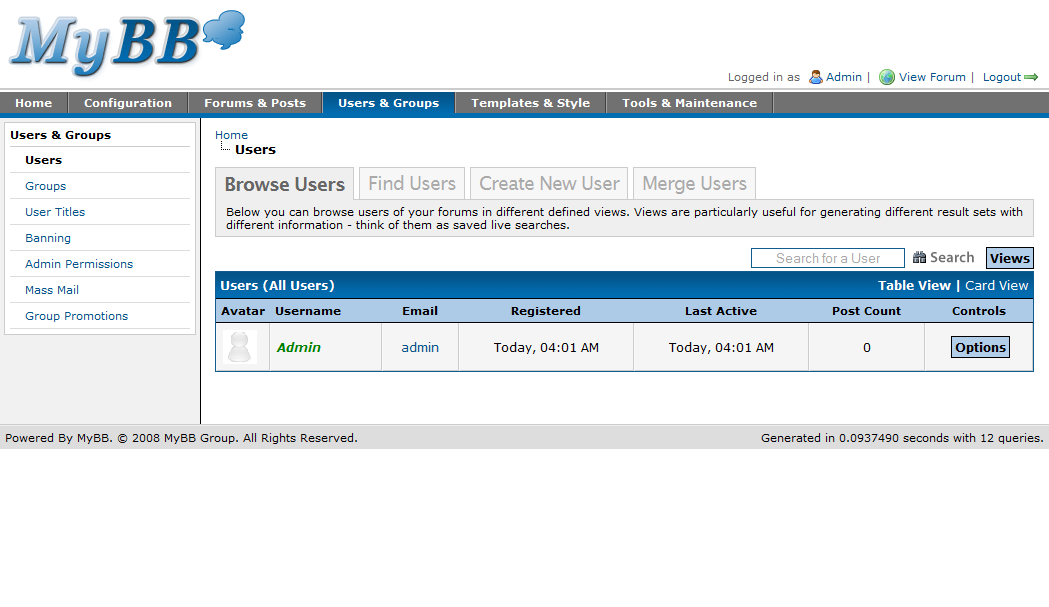 MyBB
Logged in as Admin | View Forum | Logout
Home Configuration Forums & Posts Users & Groups Templates & Style Tools & Maintenance
Users & Groups
Users
Groups
User Titles
Banning
Admin Permissions
Mass Mail
Group Promotions
Home
Users
Browse Users Find Users Create New User Merge Users
Below you can browse users of your forums in different defined views. Views are particularly useful for generating different result sets with
different information - think of them as saved live searches.
Search for a User Search Views
Users (All Users) Table View | Card View
Avatar Username Email Registered Last Active Post Count Controls
Admin admin Today, 04:01 AM Today, 04:01 AM 0 Options
Powered By MyBB. © 2008 MyBB Group. All Rights Reserved. Generated in 0.0937490 seconds with 12 queries.